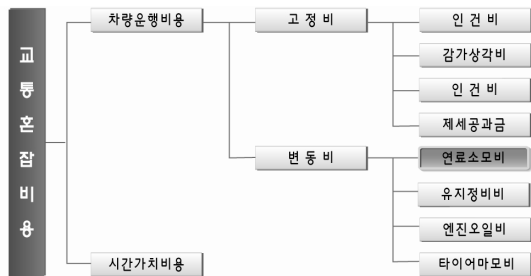 교통혼잡비용
차량운행비용
고 정 비
인 건 비
감가상각비
인 건 비
제세공과금
변 동 비
연료소모비
유지정비비
엔진오일비
타이어마모비
시간가치비용